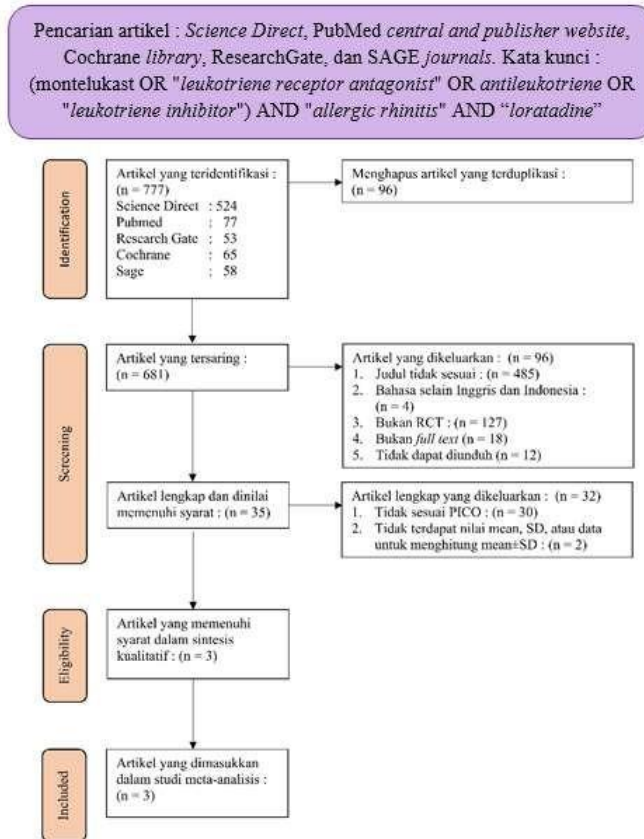 Pencarian artikel : Science Direct, PubMed central and publisher website,
Cochrane library, ResearchGate, dan SAGE journals. Kata kunci :
(montelukast OR "leukotriene receptor antagonist" OR antileukotriene OR
"leukotriene inhibitor") AND "allergic rhinitis" AND “loratadine”
Identification
Artikel yang teridentifikasi :
(n = 777)
Science Direct : 524
Pubmed : 77
Research Gate : 53
Cochrane : 65
Sage : 58
Menghapus artikel yang terduplikasi :
(n = 96)
Screening
Artikel yang tersaring :
(n = 681)
Artikel yang dikeluarkan : (n = 96)
1. Judul tidak sesuai : (n = 485)
2. Bahasa selain Inggris dan Indonesia :
(n = 4)
3. Bukan RCT : (n = 127)
4. Bukan full text (n = 18)
5. Tidak dapat diunduh (n = 12)
Artikel lengkap dan dinilai
memenuhi syarat : (n = 35)
Artikel lengkap yang dikeluarkan : (n = 32)
1. Tidak sesuai PICO : (n = 30)
2. Tidak terdapat nilai mean, SD, atau data
untuk menghitung mean±SD : (n = 2)
Eligibility
Artikel yang memenuhi
syarat dalam sintesis
kualitatif : (n = 3)
Included
Artikel yang dimasukkan
dalam studi meta-analisis :
(n = 3)